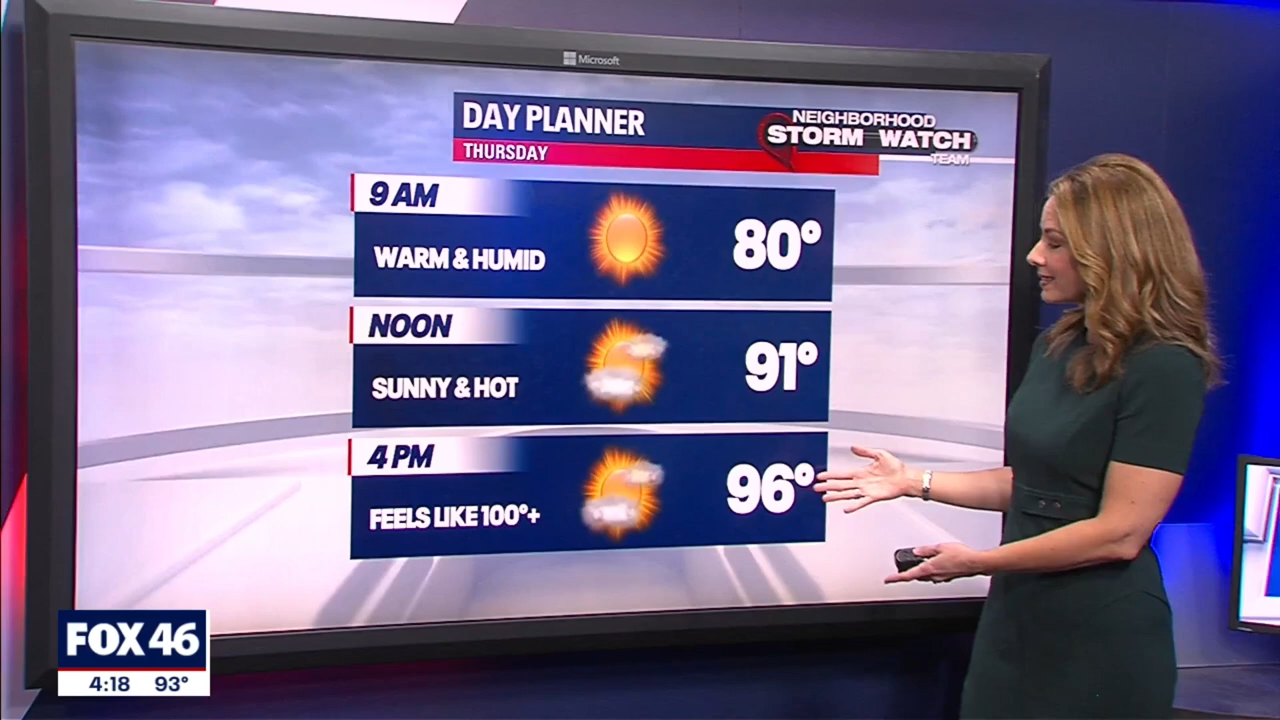 Microsoft
DAY PLANNER
THURSDAY
NEIGHBORHOOD
STORM WATCH
TEAM
9 AM
WARM & HUMID
80°
NOON
SUNNY & HOT
91°
4 PM
FEELS LIKE 100°+
96°
FOX 46
4:18 93°